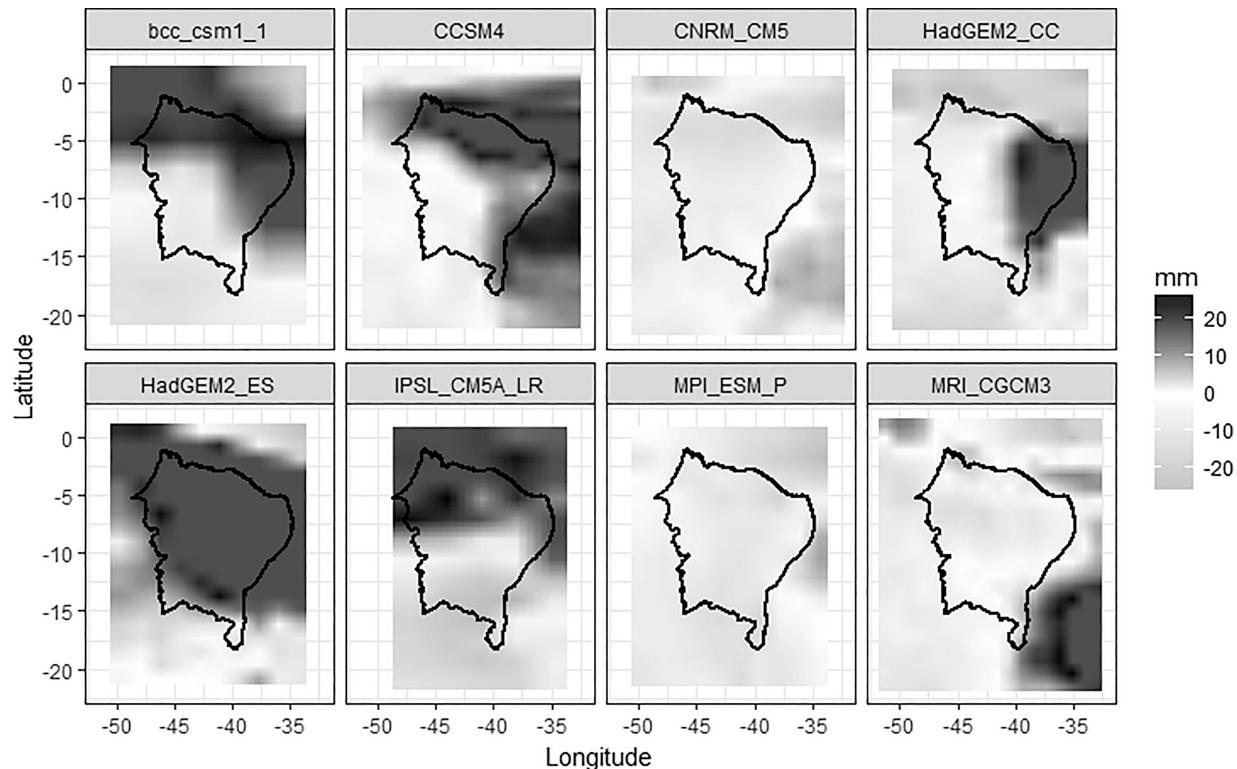 bcc_csm1_1 CCSM4 CNRM_CM5 HadGEM2_CC
0
-5
-10
-15
-20
HadGEM2_ES IPSL_CM5A_LR MPI_ESM_P MRI_CGCM3
0
-5
-10
-15
-20
-50 -45 -40 -35 -50 -45 -40 -35 -50 -45 -40 -35 -50 -45 -40 -35
Longitude
Latitude
mm
20
10
0
-10
-20